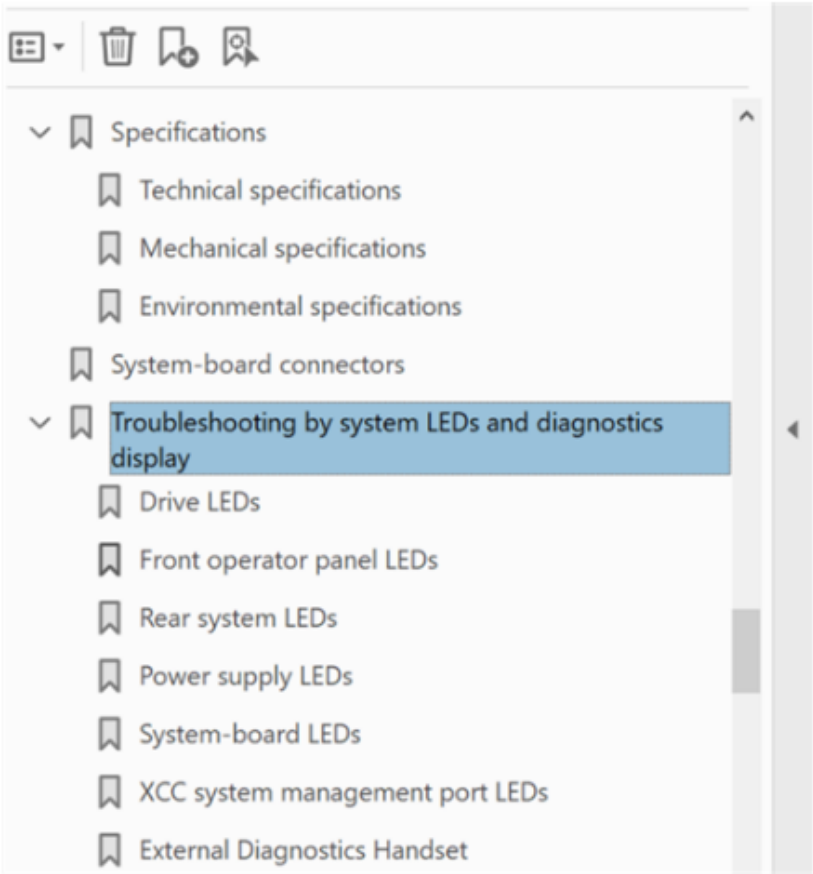 Specifications
Technical specifications
Mechanical specifications
Environmental specifications
System-board connectors
Troubleshooting by system LEDs and diagnostics
display
Drive LEDs
Front operator panel LEDs
Rear system LEDs
Power supply LEDs
System-board LEDs
XCC system management port LEDs
External Diagnostics Handset